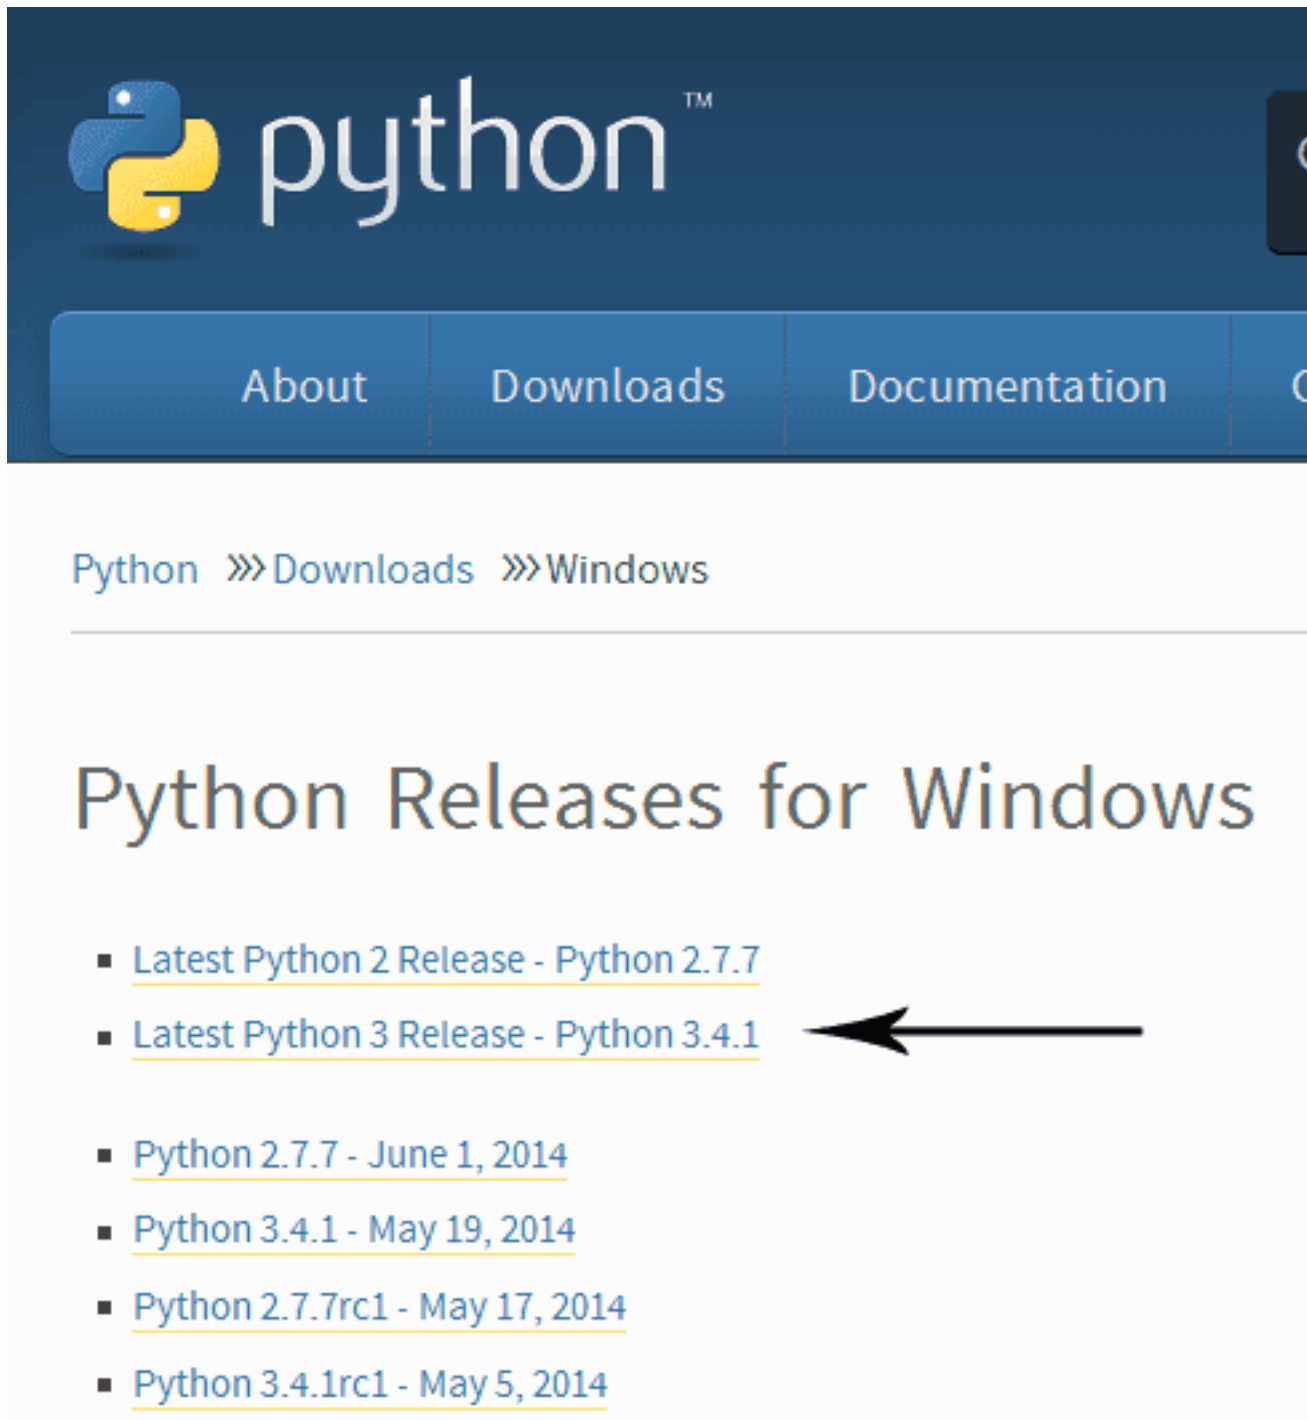 python™
About Downloads Documentation
Python >>> Downloads >>> Windows
Python Releases for Windows
Latest Python 2 Release - Python 2.7.7
Latest Python 3 Release - Python 3.4.1
Python 2.7.7 - June 1, 2014
Python 3.4.1 - May 19, 2014
Python 2.7.7rc1 - May 17, 2014
Python 3.4.1rc1 - May 5, 2014